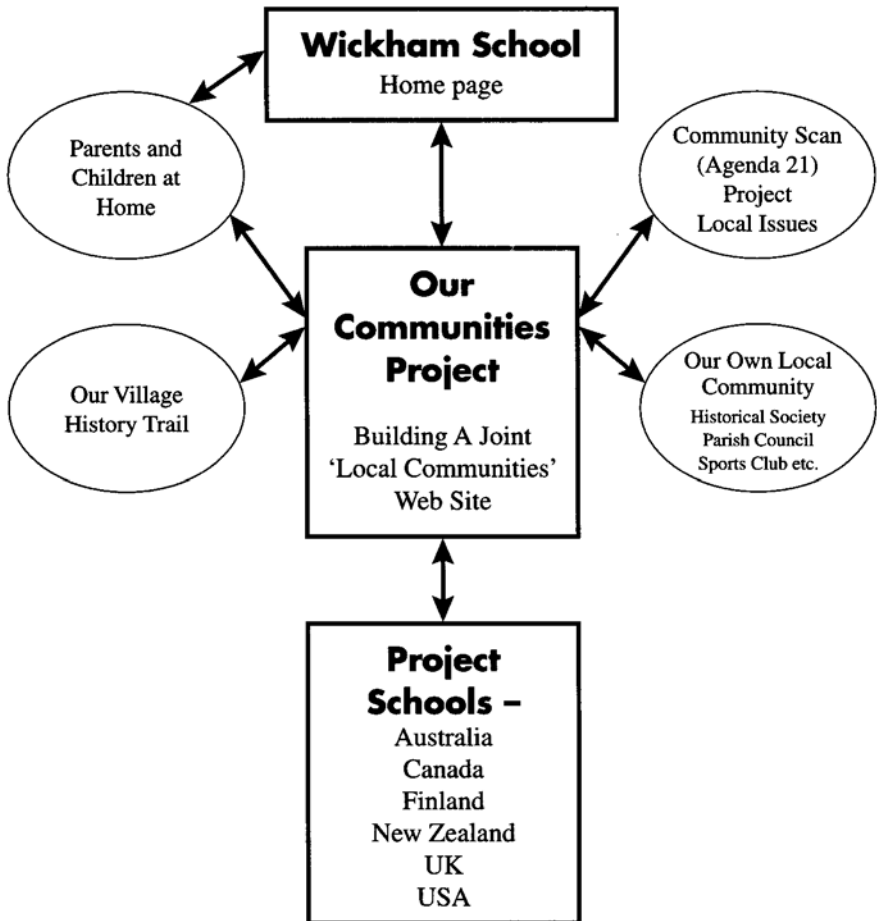 Wickham School
Home page
Parents and
Children at
Home
Community Scan
(Agenda 21)
Project
Local Issues
Our
Communities
Project
Building A Joint
‘Local Communities’
Web Site
Our Village
History Trail
Our Own Local
Community
Historical Society
Parish Council
Sports Club etc.
Project
Schools –
Australia
Canada
Finland
New Zealand
UK
USA